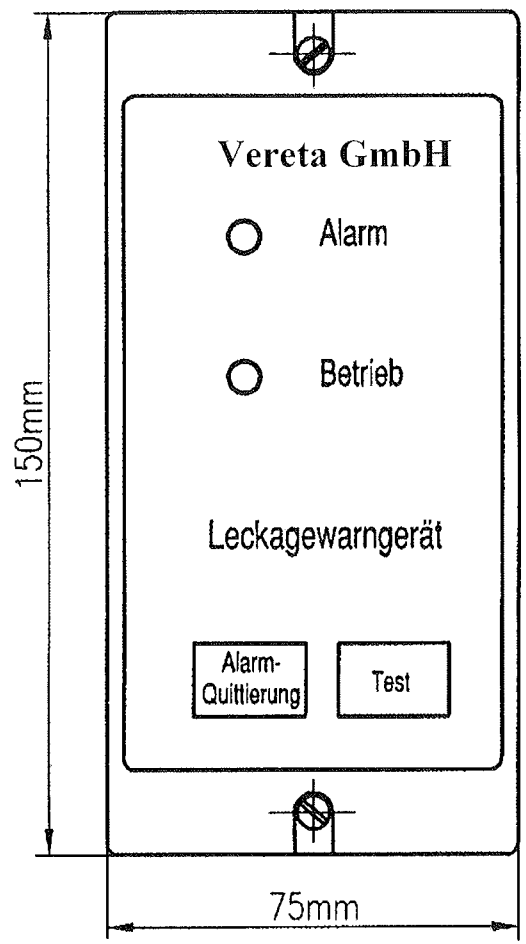 Vereta GmbH
Alarm
Betrieb
150mm
Leckagewarngerät
Alarm-
Quittierung
Test
75mm